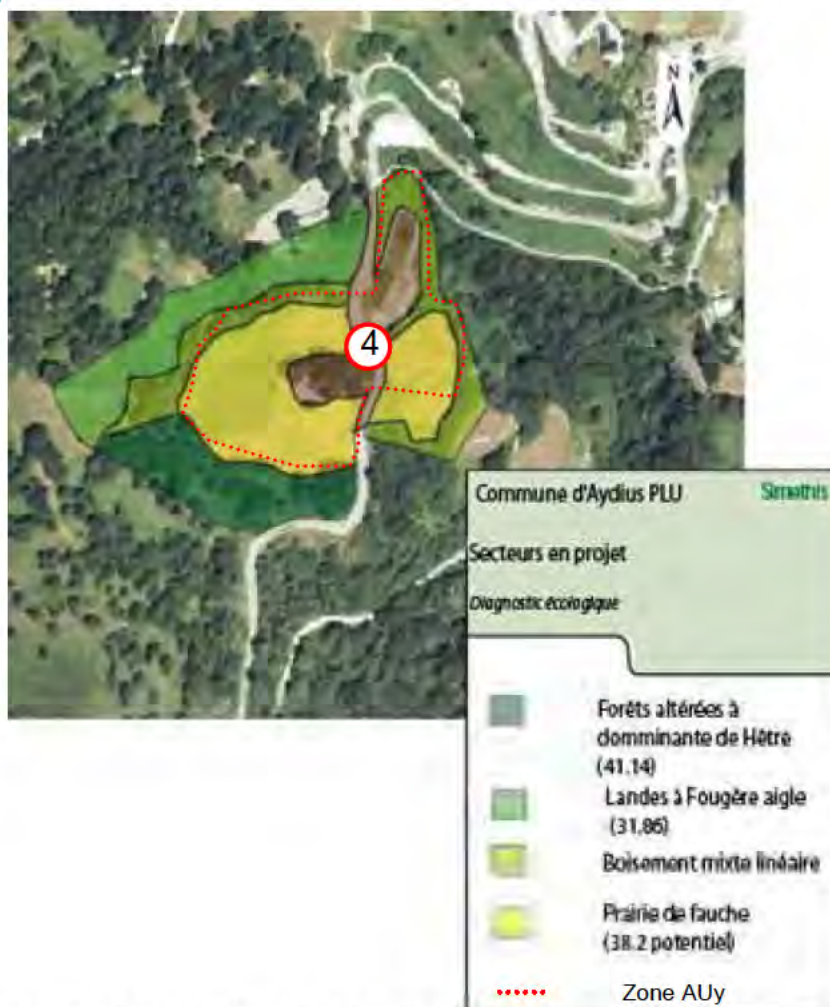 N
4
Commune d'Aydius PLU
Simethis
Secteurs en projet
Diagnostic écologique
Forêts altérées à
domminante de Hêtre
(41.14)
Landes à Fougère aigle
(31.86)
Boisement mixte linéaire
Prairie de fauche
(38.2 potentiel)
Zone AUy